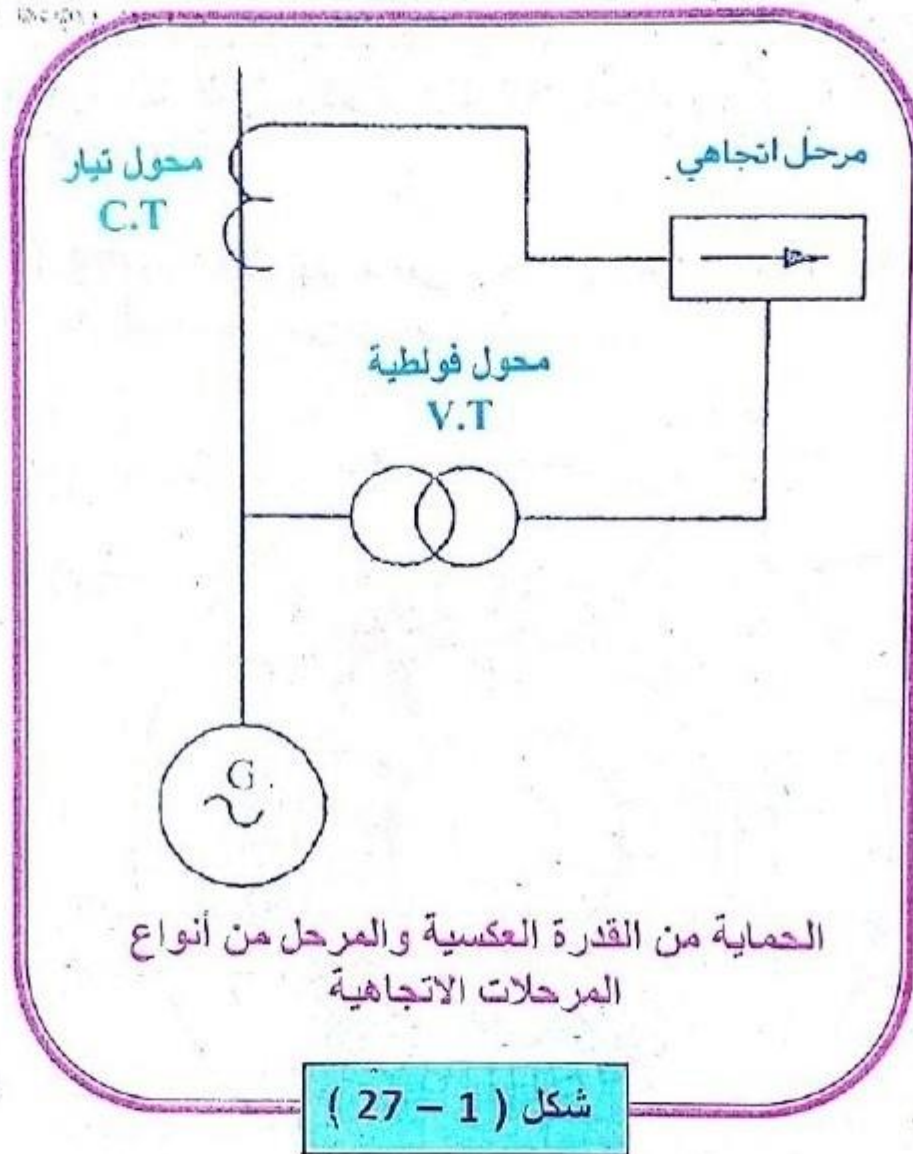 مرحل اتجاهي
محول تيار
C.T
محول فولطية
V.T
G
الحماية من القدرة العكسية والمرحل من أنواع
المرحلات الاتجاهية
شكل ( 1 – 27 )